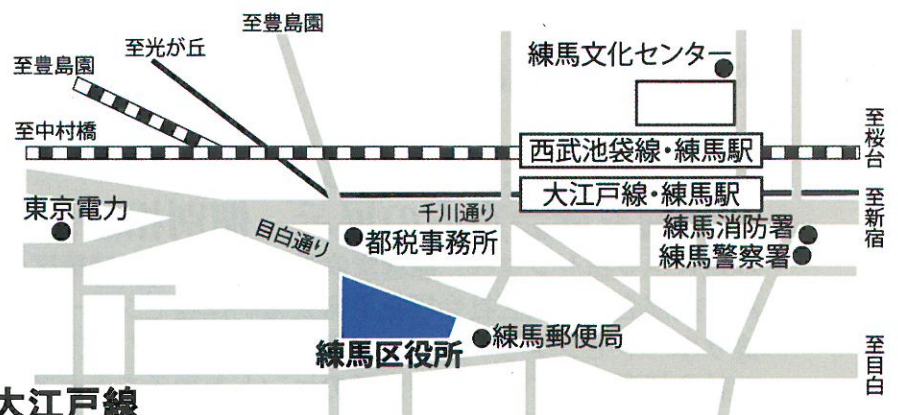 至豊島園
至光が丘
至豊島園
練馬文化センター
至中村橋
至桜台
西武池袋線・練馬駅
大江戸線・練馬駅
至新宿
東京電力
千川通り
目白通り
都税事務所
練馬消防署
練馬警察署
練馬郵便局
練馬区役所
至目白
大江戸線